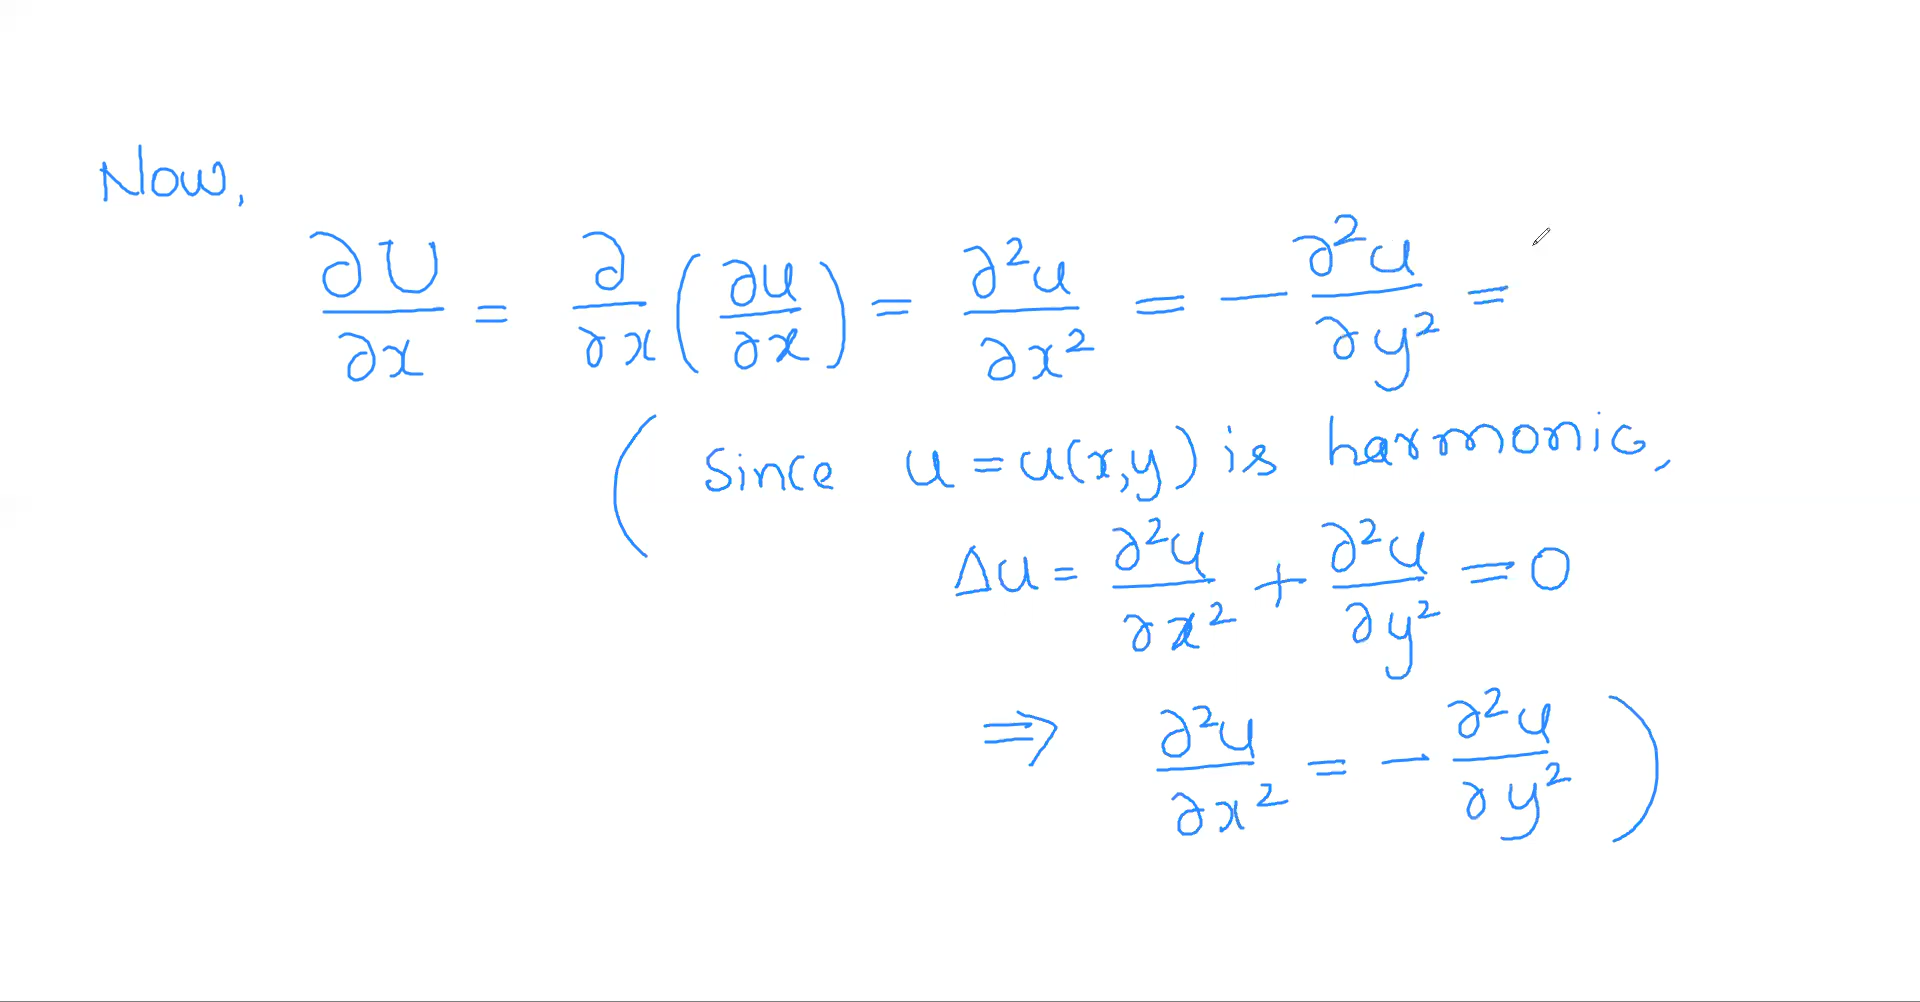 Now,
∂U/∂x = ∂/∂x (∂u/∂x) = ∂²u/∂x² = - ∂²u/∂y² =
( Since u = u(x,y) is harmonic,
Δu = ∂²u/∂x² + ∂²u/∂y² = 0
⇒ ∂²u/∂x² = - ∂²u/∂y² )